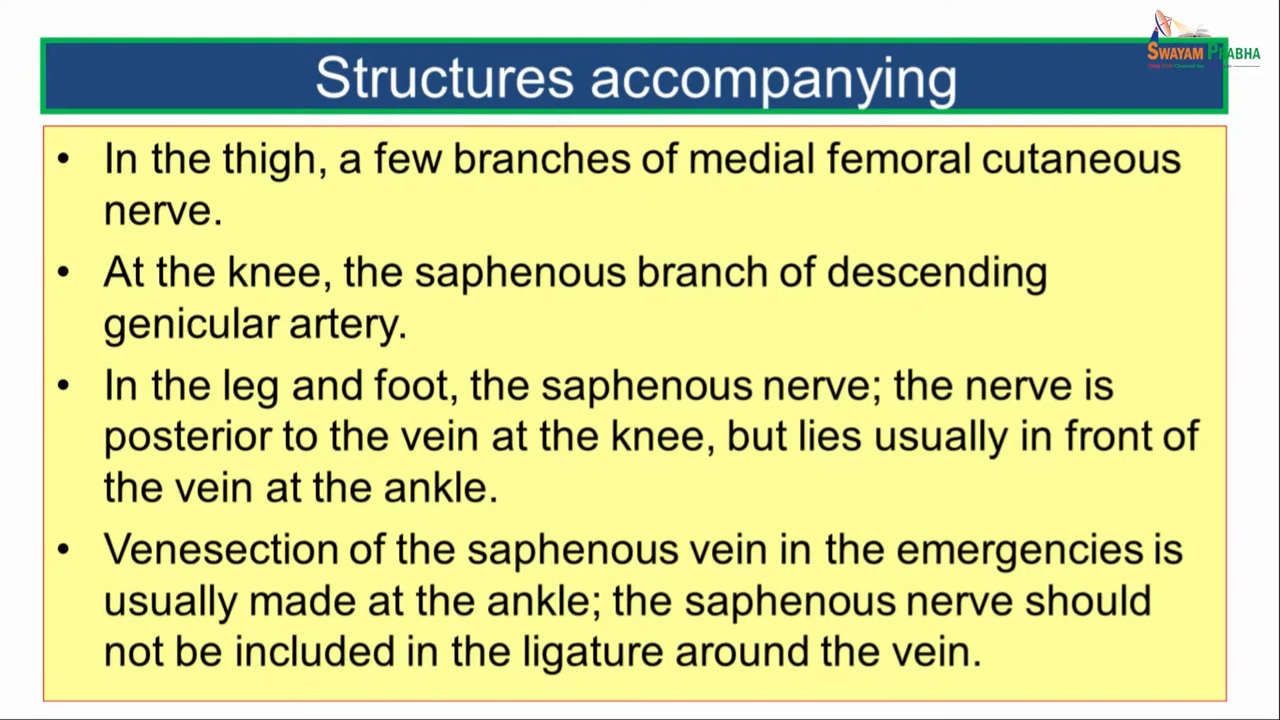 SWAYAM PRABHA
Structures accompanying
• In the thigh, a few branches of medial femoral cutaneous
nerve.
• At the knee, the saphenous branch of descending
genicular artery.
• In the leg and foot, the saphenous nerve; the nerve is
posterior to the vein at the knee, but lies usually in front of
the vein at the ankle.
• Venesection of the saphenous vein in the emergencies is
usually made at the ankle; the saphenous nerve should
not be included in the ligature around the vein.